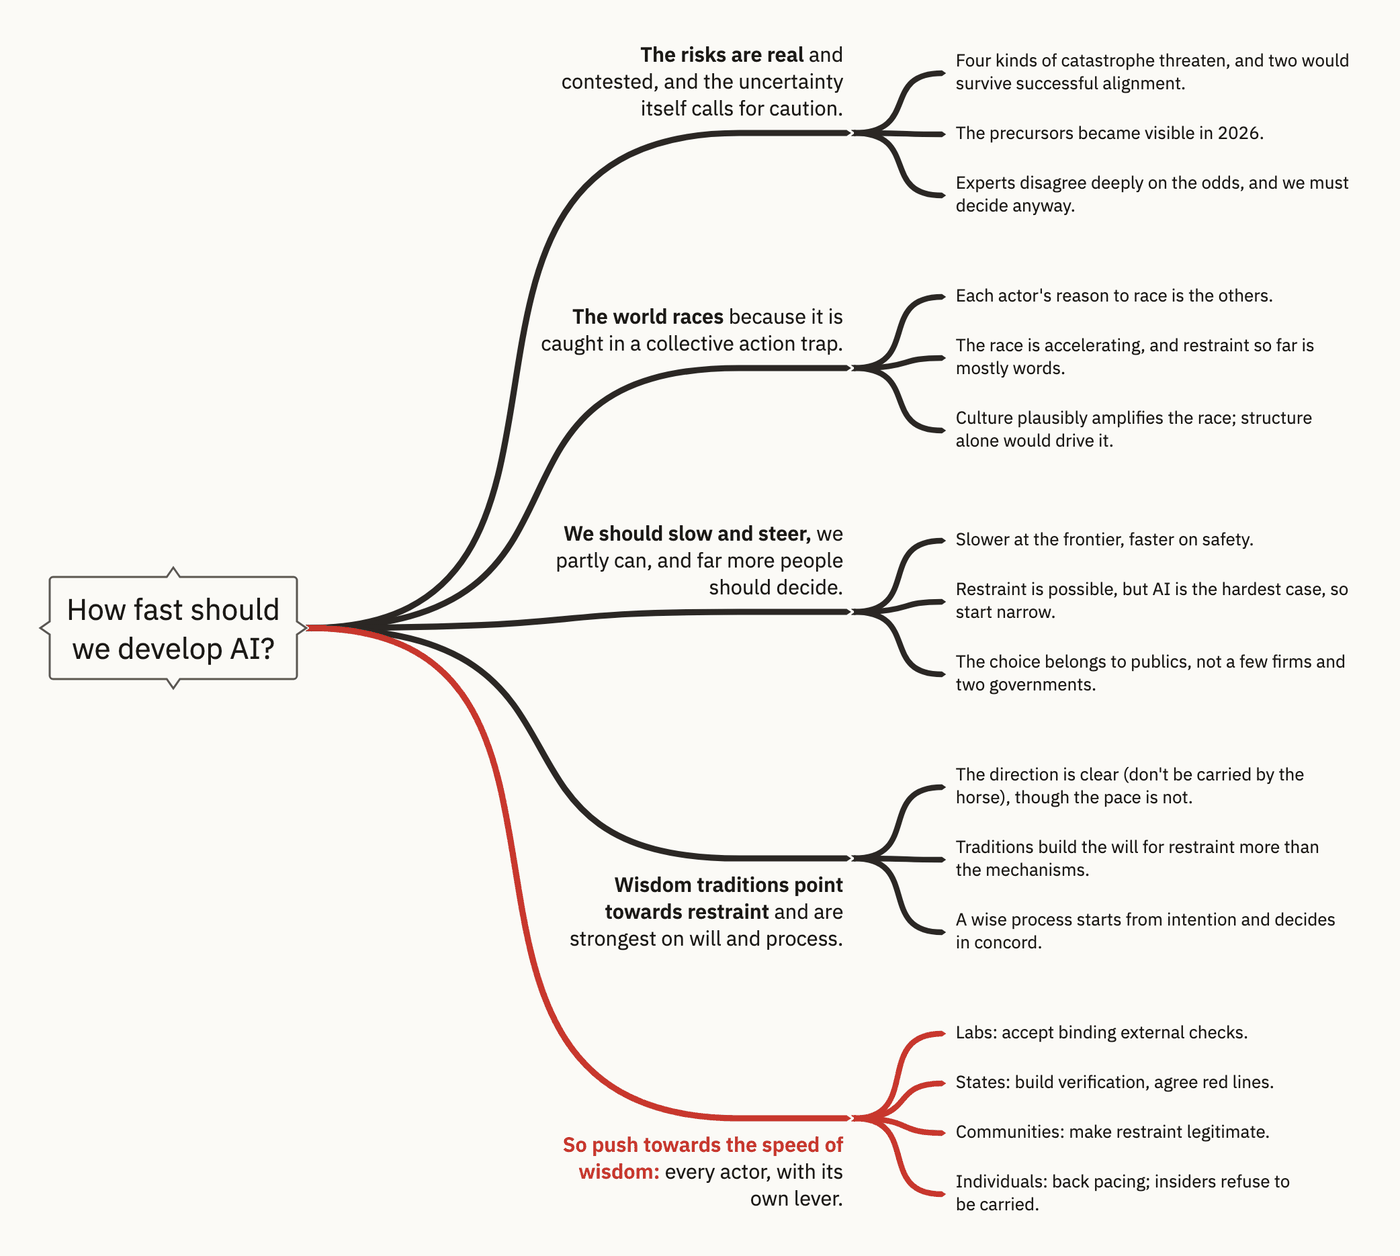 How fast should
we develop AI?
The risks are real and
contested, and the uncertainty
itself calls for caution.
Four kinds of catastrophe threaten, and two would
survive successful alignment.
The precursors became visible in 2026.
Experts disagree deeply on the odds, and we must
decide anyway.
The world races because it is
caught in a collective action trap.
Each actor's reason to race is the others.
The race is accelerating, and restraint so far is
mostly words.
Culture plausibly amplifies the race; structure
alone would drive it.
We should slow and steer, we
partly can, and far more people
should decide.
Slower at the frontier, faster on safety.
Restraint is possible, but AI is the hardest case, so
start narrow.
The choice belongs to publics, not a few firms and
two governments.
Wisdom traditions point
towards restraint and are
strongest on will and process.
The direction is clear (don't be carried by the
horse), though the pace is not.
Traditions build the will for restraint more than
the mechanisms.
A wise process starts from intention and decides
in concord.
So push towards the speed of
wisdom: every actor, with its
own lever.
Labs: accept binding external checks.
States: build verification, agree red lines.
Communities: make restraint legitimate.
Individuals: back pacing; insiders refuse to
be carried.